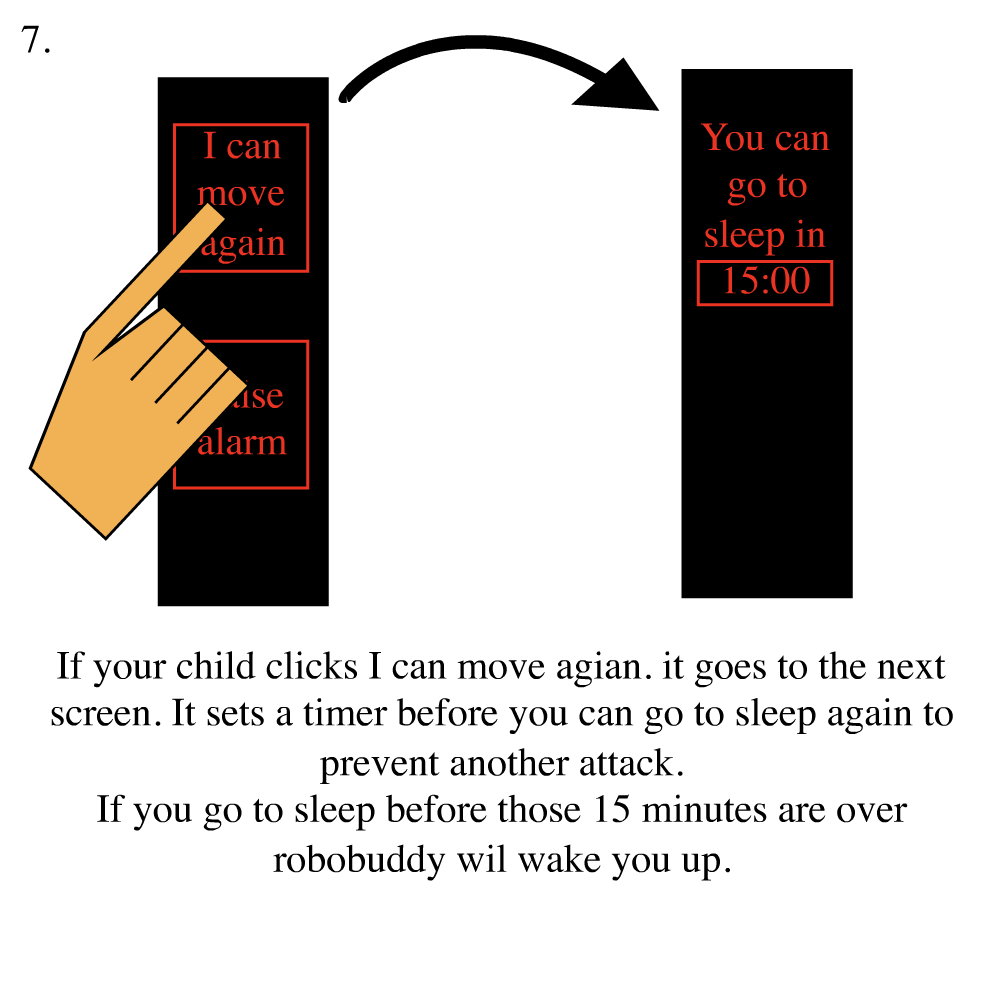 7.
I can
move
again
alarm
You can
go to
sleep in
15:00
If your child clicks I can move agian. it goes to the next
screen. It sets a timer before you can go to sleep again to
prevent another attack.
If you go to sleep before those 15 minutes are over
robobuddy wil wake you up.